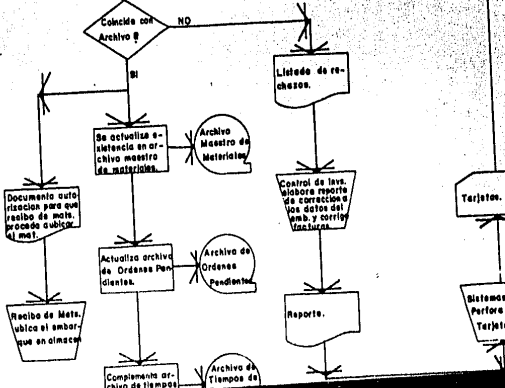 Coincide con
Archivo ?
NO
SI
Listado de re-
chazos.
Se actualiza e-
xistencia en ar-
chivo maestro
de materiales.
Archivo
Maestro de
Materiales
Documento auto-
rizacion para que
recibo de mats.
proceda a ubicar
el mat.
Control de Invs.
elabora reporte
de correccion a
los datos del
emb. y corrige
facturas.
Tarjetas.
Actualiza archivo
de Ordenes Pen-
dientes.
Archivo de
Ordenes
Pendientes
Recibo de Mats.
ubica el embar-
que en almacen
Reporte.
Sistemas
Perfora
Tarjeta
Complementa ar-
chivo de tiempos
Archivo de
Tiempos de